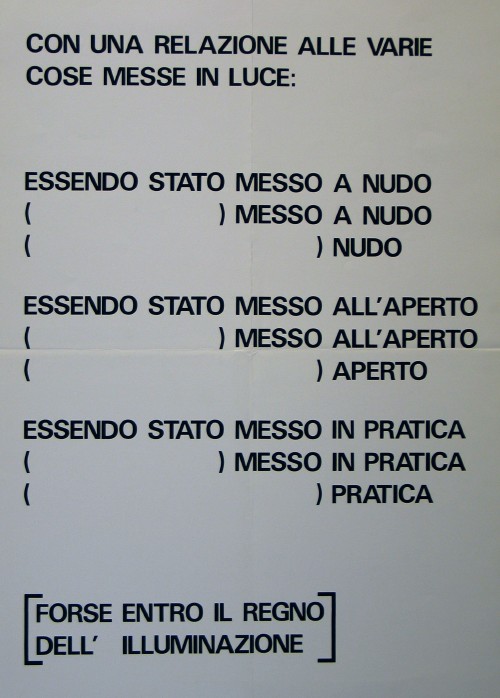 CON UNA RELAZIONE ALLE VARIE
COSE MESSE IN LUCE:
ESSENDO STATO MESSO A NUDO
( ) MESSO A NUDO
( ) NUDO
ESSENDO STATO MESSO ALL'APERTO
( ) MESSO ALL'APERTO
( ) APERTO
ESSENDO STATO MESSO IN PRATICA
( ) MESSO IN PRATICA
( ) PRATICA
[FORSE ENTRO IL REGNO
DELL' ILLUMINAZIONE]